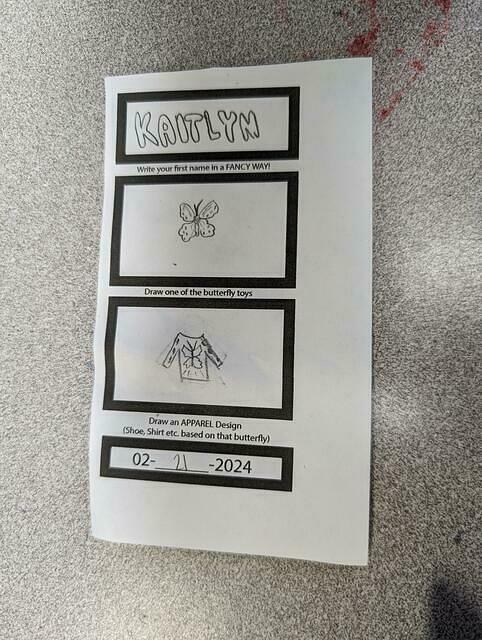 KAITLYN
Write your first name in a FANCY WAY!
Draw one of the butterfly toys
Draw an APPAREL Design
(Shoe, Shirt etc. based on that butterfly)
02-21-2024